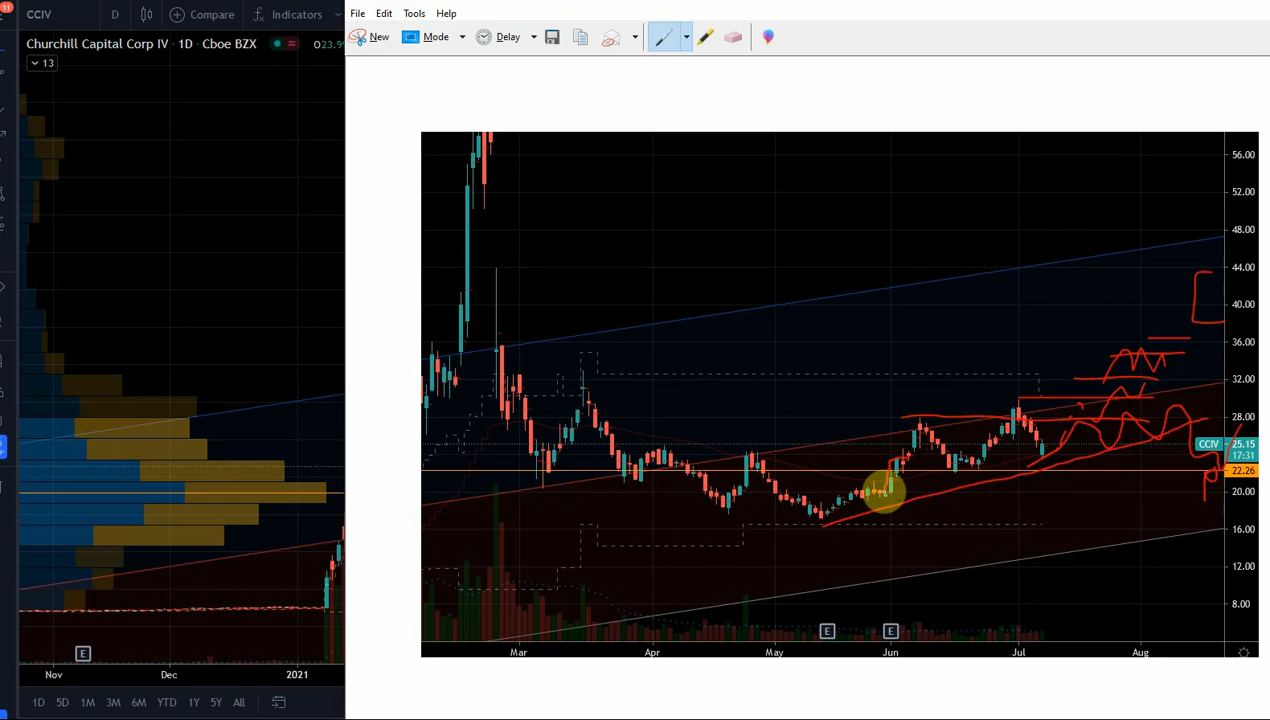 11
CCIV
D
Compare
Indicators
Churchill Capital Corp IV · 1D · Cboe BZX
O23.9
13
File Edit Tools Help
New
Mode
Delay
56.00
52.00
48.00
44.00
40.00
36.00
32.00
28.00
CCIV 25.15
17:31
22.26
20.00
16.00
12.00
8.00
E
E
E
Mar Apr May Jun Jul Aug
Nov Dec 2021
1D 5D 1M 3M 6M YTD 1Y 5Y All